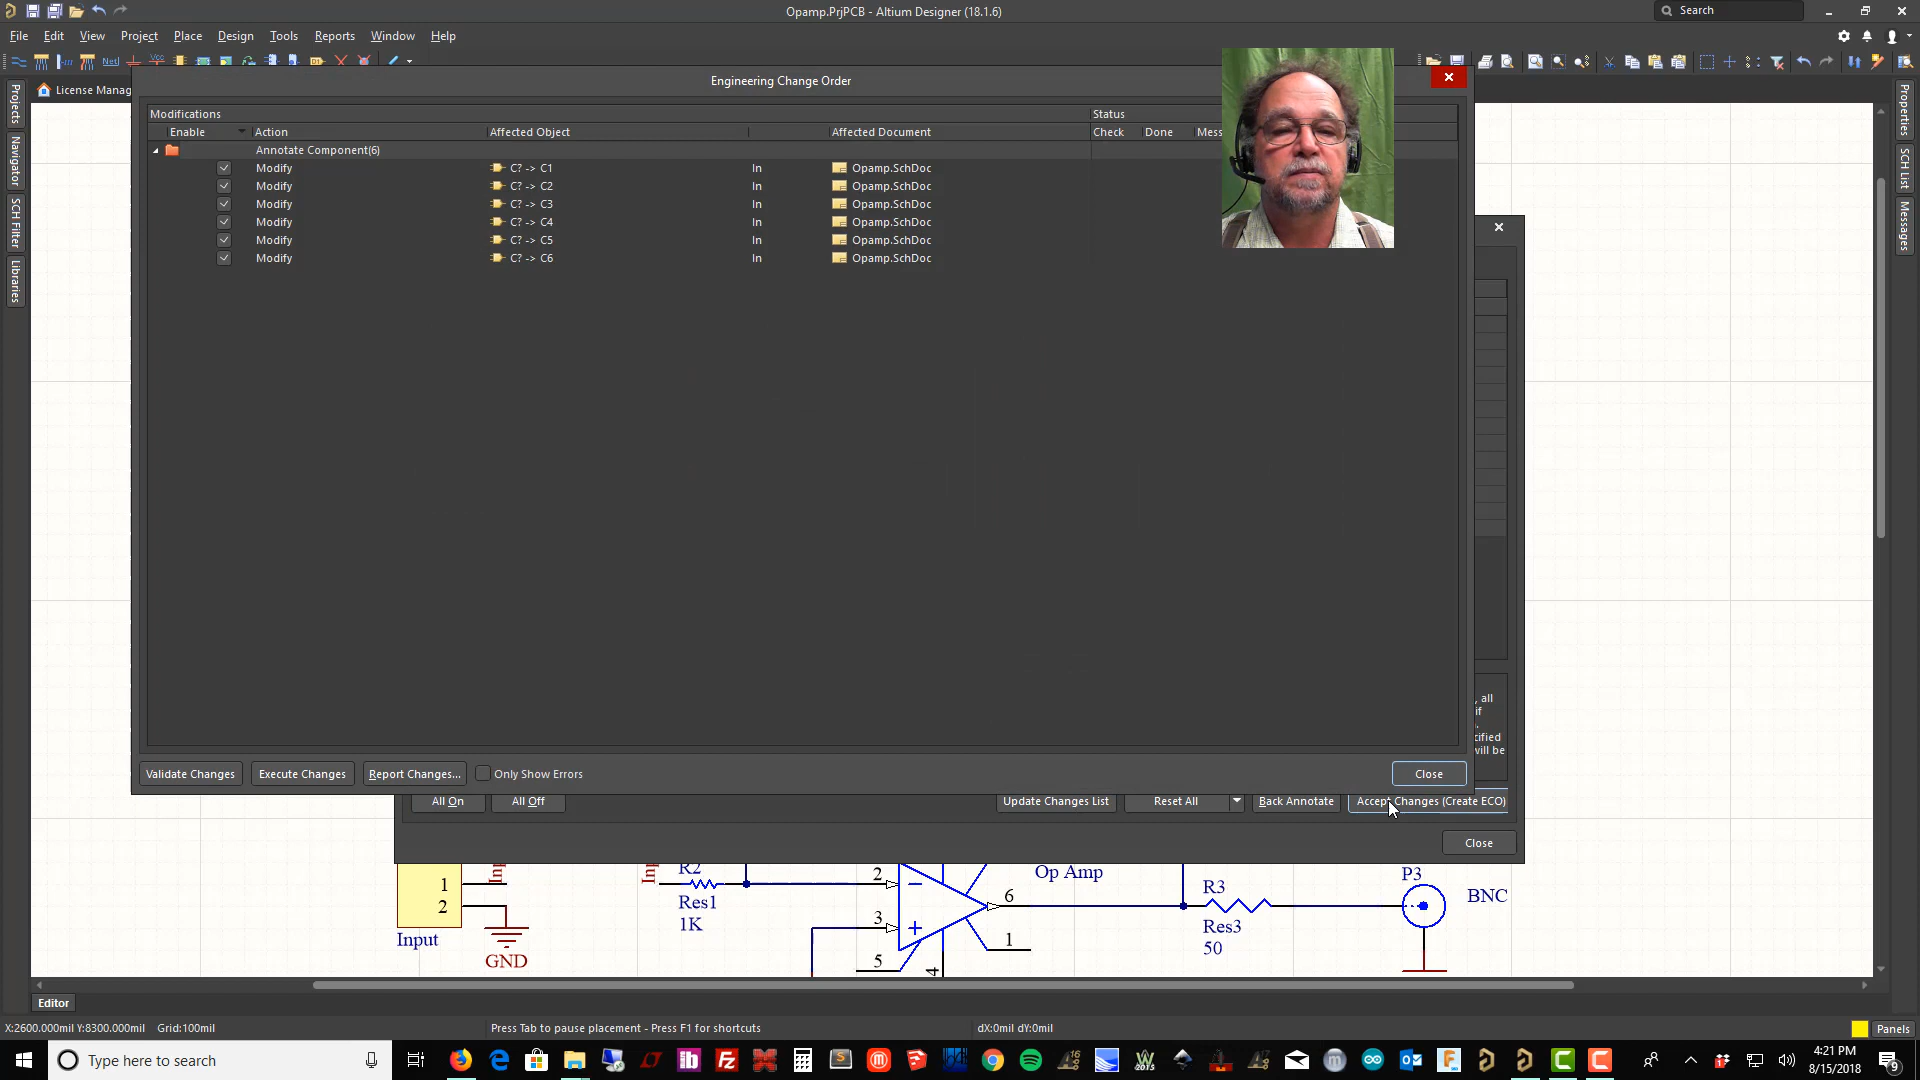 Opamp.PrjPCB - Altium Designer (18.1.6)
Search
File Edit View Project Place Design Tools Reports Window Help
License Manag
Engineering Change Order
Modifications Status
Enable Action Affected Object Affected Document Check Done Mess
Annotate Component(6)
Modify C? -> C1 In Opamp.SchDoc
Modify C? -> C2 In Opamp.SchDoc
Modify C? -> C3 In Opamp.SchDoc
Modify C? -> C4 In Opamp.SchDoc
Modify C? -> C5 In Opamp.SchDoc
Modify C? -> C6 In Opamp.SchDoc
Projects
Navigator
SCH Filter
Libraries
Properties
SCH List
Messages
, all
if
cified
will be
Validate Changes Execute Changes Report Changes... Only Show Errors Close
All On All Off Update Changes List Reset All Back Annotate Accept Changes (Create ECO)
Close
1
2
Input
GND
R2
Res1
1K
2
3
5
4
6
1
Op Amp
R3
Res3
50
P3
BNC
Editor
X:2600.000mil Y:8300.000mil Grid:100mil Press Tab to pause placement - Press F1 for shortcuts dX:0mil dY:0mil Panels
Type here to search
4:21 PM
8/15/2018